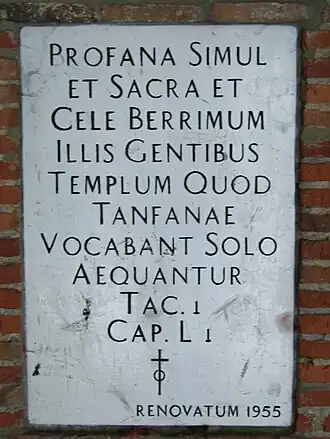 PROFANA SIMUL
ET SACRA ET
CELE BERRIMUM
ILLIS GENTIBUS
TEMPLUM QUOD
TANFANAE
VOCABANT SOLO
AEQUANTUR
TAC. I
CAP. L I
RENOVATUM 1955